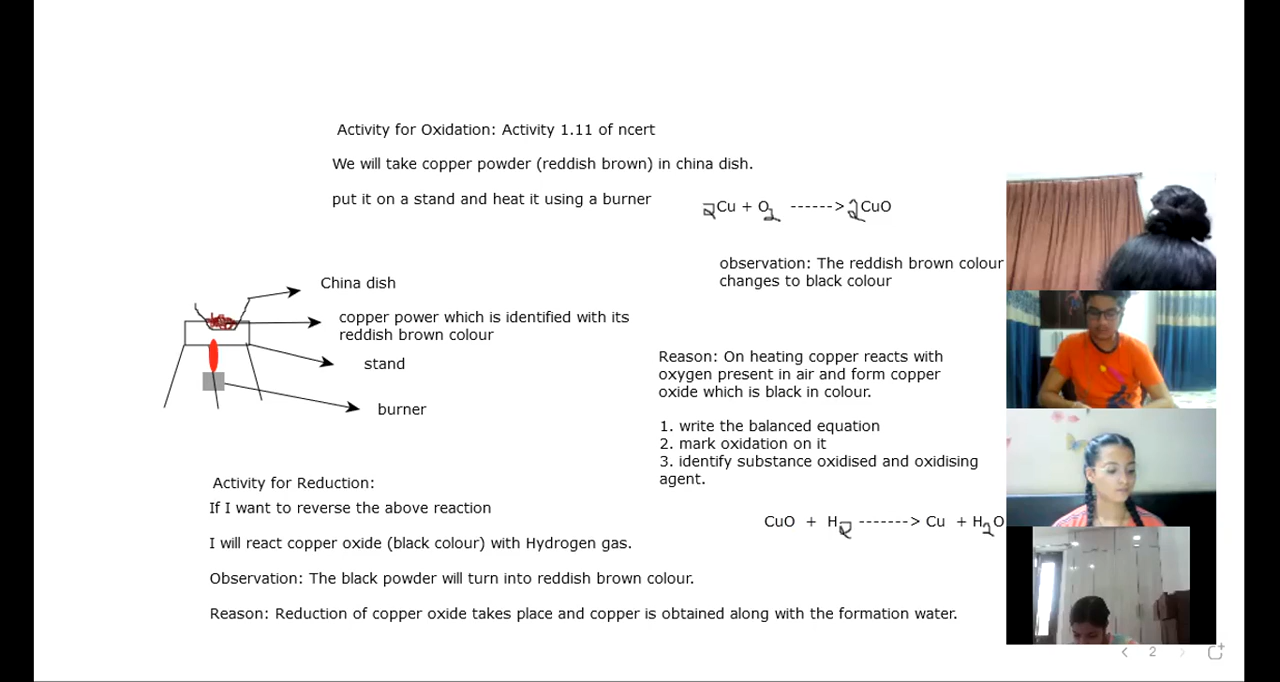 Activity for Oxidation: Activity 1.11 of ncert
We will take copper powder (reddish brown) in china dish.
put it on a stand and heat it using a burner
2Cu + O2 ------> 2CuO
observation: The reddish brown colour
changes to black colour
China dish
copper power which is identified with its
reddish brown colour
stand
burner
Reason: On heating copper reacts with
oxygen present in air and form copper
oxide which is black in colour.
1. write the balanced equation
2. mark oxidation on it
3. identify substance oxidised and oxidising
agent.
Activity for Reduction:
If I want to reverse the above reaction
CuO + H2 -------> Cu + H2O
I will react copper oxide (black colour) with Hydrogen gas.
Observation: The black powder will turn into reddish brown colour.
Reason: Reduction of copper oxide takes place and copper is obtained along with the formation water.
< 2 >